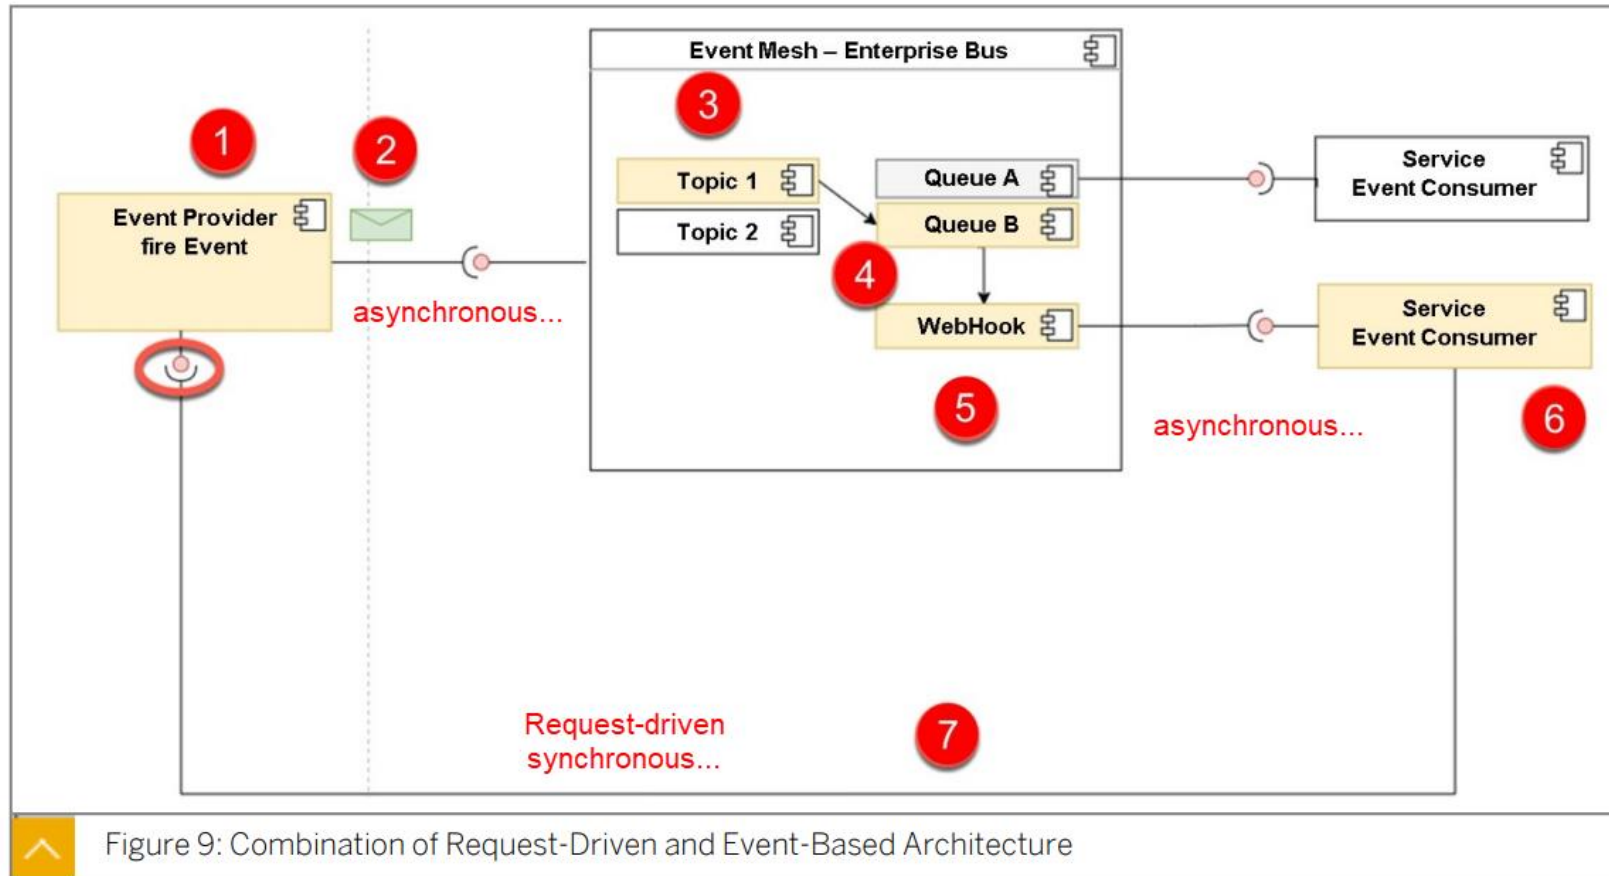 Event Mesh – Enterprise Bus
3
1
2
Topic 1
Queue A
Service
Event Consumer
Event Provider
fire Event
Topic 2
Queue B
4
asynchronous...
WebHook
Service
Event Consumer
5
asynchronous...
6
Request-driven
synchronous...
7
Figure 9: Combination of Request-Driven and Event-Based Architecture